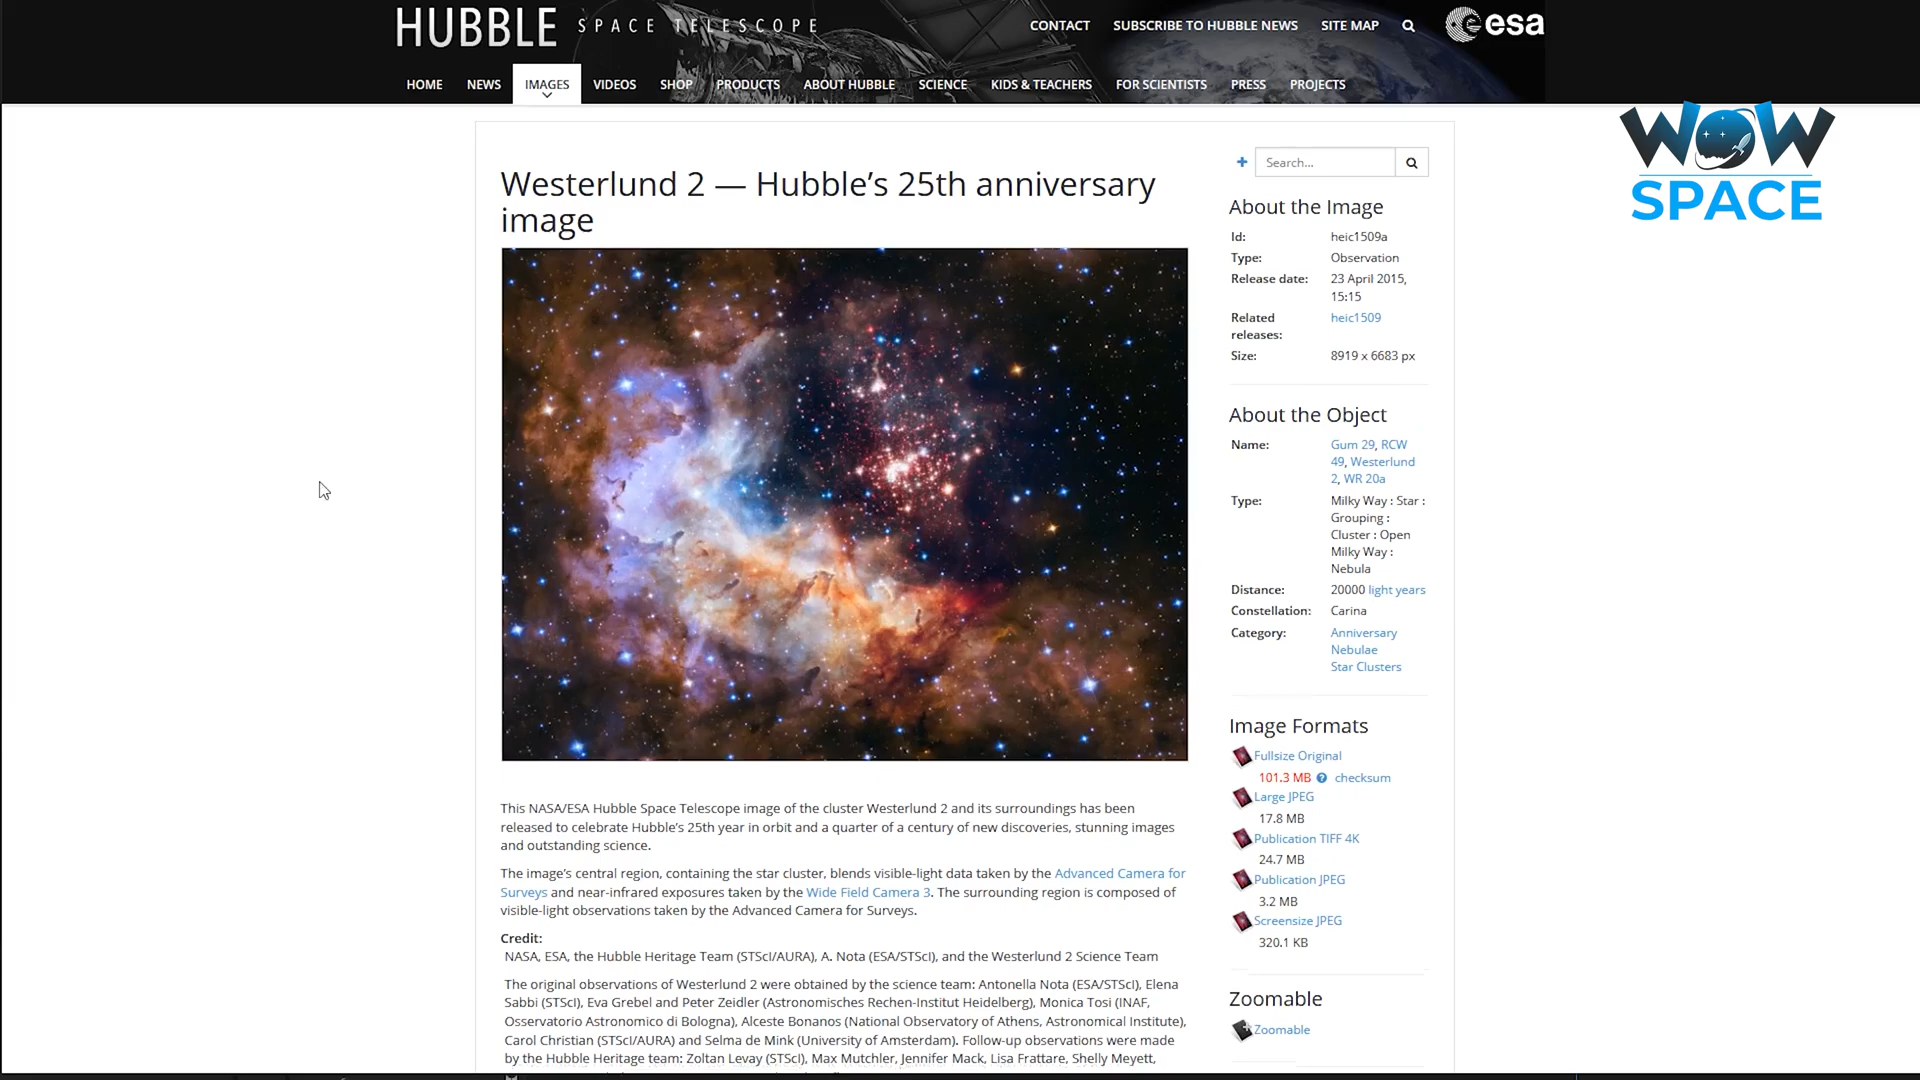 HUBBLE SPACE TELESCOPE
CONTACT SUBSCRIBE TO HUBBLE NEWS SITE MAP
esa
HOME NEWS IMAGES VIDEOS SHOP PRODUCTS ABOUT HUBBLE SCIENCE KIDS & TEACHERS FOR SCIENTISTS PRESS PROJECTS
WOW
SPACE
Westerlund 2 — Hubble’s 25th anniversary
image
This NASA/ESA Hubble Space Telescope image of the cluster Westerlund 2 and its surroundings has been
released to celebrate Hubble’s 25th year in orbit and a quarter of a century of new discoveries, stunning images
and outstanding science.
The image’s central region, containing the star cluster, blends visible-light data taken by the Advanced Camera for
Surveys and near-infrared exposures taken by the Wide Field Camera 3. The surrounding region is composed of
visible-light observations taken by the Advanced Camera for Surveys.
Credit:
NASA, ESA, the Hubble Heritage Team (STScI/AURA), A. Nota (ESA/STScI), and the Westerlund 2 Science Team
The original observations of Westerlund 2 were obtained by the science team: Antonella Nota (ESA/STScI), Elena
Sabbi (STScI), Eva Grebel and Peter Zeidler (Astronomisches Rechen-Institut Heidelberg), Monica Tosi (INAF,
Osservatorio Astronomico di Bologna), Alceste Bonanos (National Observatory of Athens, Astronomical Institute),
Carol Christian (STScI/AURA) and Selma de Mink (University of Amsterdam). Follow-up observations were made
by the Hubble Heritage team: Zoltan Levay (STScI), Max Mutchler, Jennifer Mack, Lisa Frattare, Shelly Meyett,
Search...
About the Image
Id: heic1509a
Type: Observation
Release date: 23 April 2015,
15:15
Related heic1509
releases:
Size: 8919 x 6683 px
About the Object
Name: Gum 29, RCW
49, Westerlund
2, WR 20a
Type: Milky Way : Star :
Grouping :
Cluster : Open
Milky Way :
Nebula
Distance: 20000 light years
Constellation: Carina
Category: Anniversary
Nebulae
Star Clusters
Image Formats
Fullsize Original
101.3 MB ? checksum
Large JPEG
17.8 MB
Publication TIFF 4K
24.7 MB
Publication JPEG
3.2 MB
Screensize JPEG
320.1 KB
Zoomable
Zoomable